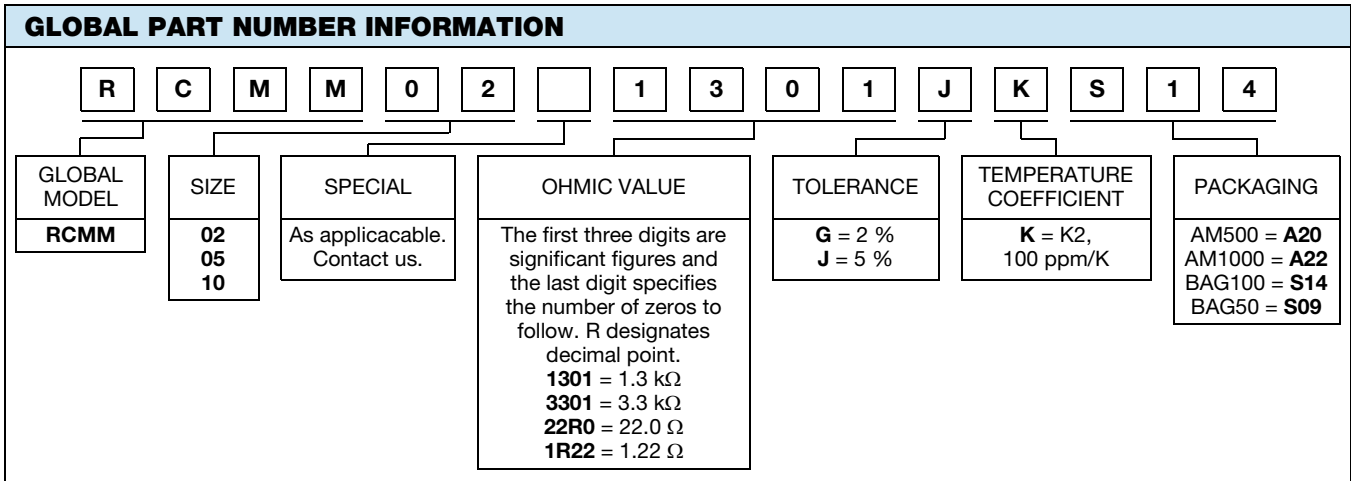 GLOBAL PART NUMBER INFORMATION
R C M M 0 2 1 3 0 1 J K S 1 4
GLOBAL
MODEL
RCMM
SIZE
02
05
10
SPECIAL
As applicacable.
Contact us.
OHMIC VALUE
The first three digits are
significant figures and
the last digit specifies
the number of zeros to
follow. R designates
decimal point.
1301 = 1.3 kΩ
3301 = 3.3 kΩ
22R0 = 22.0 Ω
1R22 = 1.22 Ω
TOLERANCE
G = 2 %
J = 5 %
TEMPERATURE
COEFFICIENT
K = K2,
100 ppm/K
PACKAGING
AM500 = A20
AM1000 = A22
BAG100 = S14
BAG50 = S09